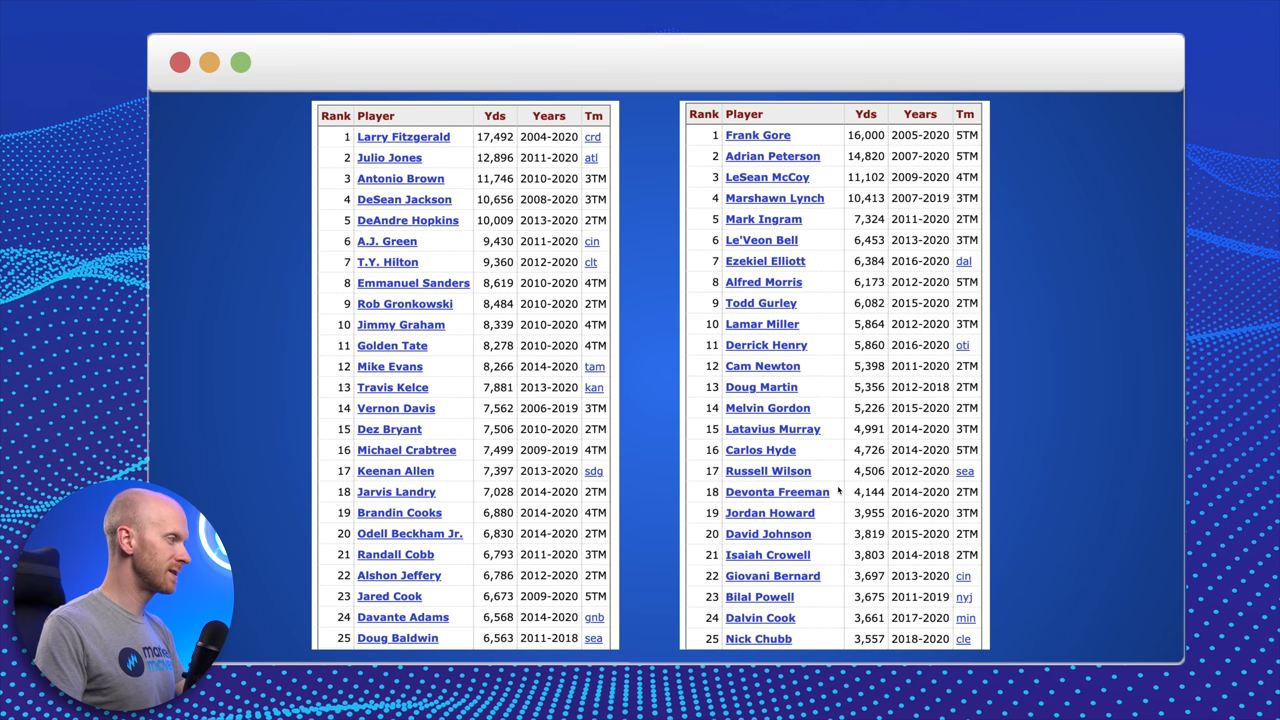 Rank Player Yds Years Tm
1 Larry Fitzgerald 17,492 2004-2020 crd
2 Julio Jones 12,896 2011-2020 atl
3 Antonio Brown 11,746 2010-2020 3TM
4 DeSean Jackson 10,656 2008-2020 3TM
5 DeAndre Hopkins 10,009 2013-2020 2TM
6 A.J. Green 9,430 2011-2020 cin
7 T.Y. Hilton 9,360 2012-2020 clt
8 Emmanuel Sanders 8,619 2010-2020 4TM
9 Rob Gronkowski 8,484 2010-2020 2TM
10 Jimmy Graham 8,339 2010-2020 4TM
11 Golden Tate 8,278 2010-2020 4TM
12 Mike Evans 8,266 2014-2020 tam
13 Travis Kelce 7,881 2013-2020 kan
14 Vernon Davis 7,562 2006-2019 3TM
15 Dez Bryant 7,506 2010-2020 2TM
16 Michael Crabtree 7,499 2009-2019 4TM
17 Keenan Allen 7,397 2013-2020 sdg
18 Jarvis Landry 7,028 2014-2020 2TM
19 Brandin Cooks 6,880 2014-2020 4TM
20 Odell Beckham Jr. 6,830 2014-2020 2TM
21 Randall Cobb 6,793 2011-2020 3TM
22 Alshon Jeffery 6,786 2012-2020 2TM
23 Jared Cook 6,673 2009-2020 5TM
24 Davante Adams 6,568 2014-2020 gnb
25 Doug Baldwin 6,563 2011-2018 sea
Rank Player Yds Years Tm
1 Frank Gore 16,000 2005-2020 5TM
2 Adrian Peterson 14,820 2007-2020 5TM
3 LeSean McCoy 11,102 2009-2020 4TM
4 Marshawn Lynch 10,413 2007-2019 3TM
5 Mark Ingram 7,324 2011-2020 2TM
6 Le'Veon Bell 6,453 2013-2020 3TM
7 Ezekiel Elliott 6,384 2016-2020 dal
8 Alfred Morris 6,173 2012-2020 5TM
9 Todd Gurley 6,082 2015-2020 2TM
10 Lamar Miller 5,864 2012-2020 3TM
11 Derrick Henry 5,860 2016-2020 oti
12 Cam Newton 5,398 2011-2020 2TM
13 Doug Martin 5,356 2012-2018 2TM
14 Melvin Gordon 5,226 2015-2020 2TM
15 Latavius Murray 4,991 2014-2020 3TM
16 Carlos Hyde 4,726 2014-2020 5TM
17 Russell Wilson 4,506 2012-2020 sea
18 Devonta Freeman 4,144 2014-2020 2TM
19 Jordan Howard 3,955 2016-2020 3TM
20 David Johnson 3,819 2015-2020 2TM
21 Isaiah Crowell 3,803 2014-2018 2TM
22 Giovani Bernard 3,697 2013-2020 cin
23 Bilal Powell 3,675 2011-2019 nyj
24 Dalvin Cook 3,661 2017-2020 min
25 Nick Chubb 3,557 2018-2020 cle